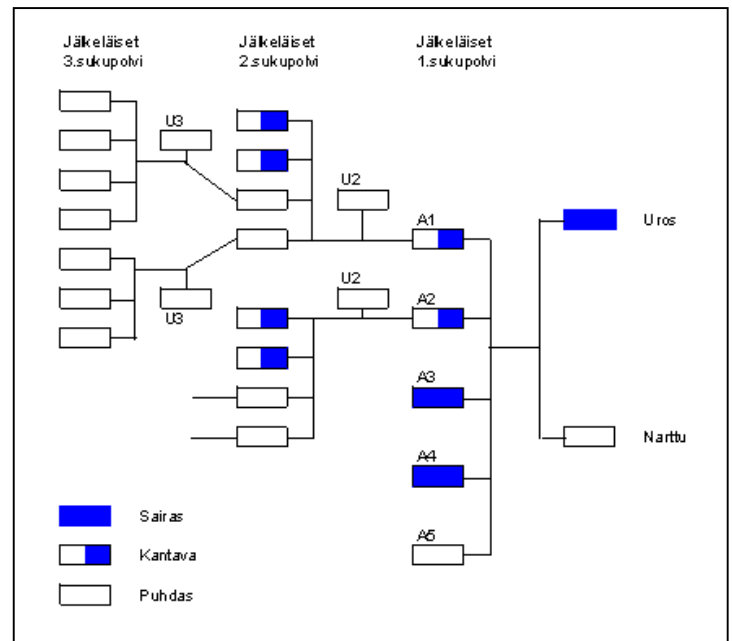 Jälkeläiset
3.sukupolvi
Jälkeläiset
2.sukupolvi
Jälkeläiset
1.sukupolvi
U3
U2
A1
Uros
U3
U2
A2
A3
A4
Narttu
A5
Sairas
Kantava
Puhdas